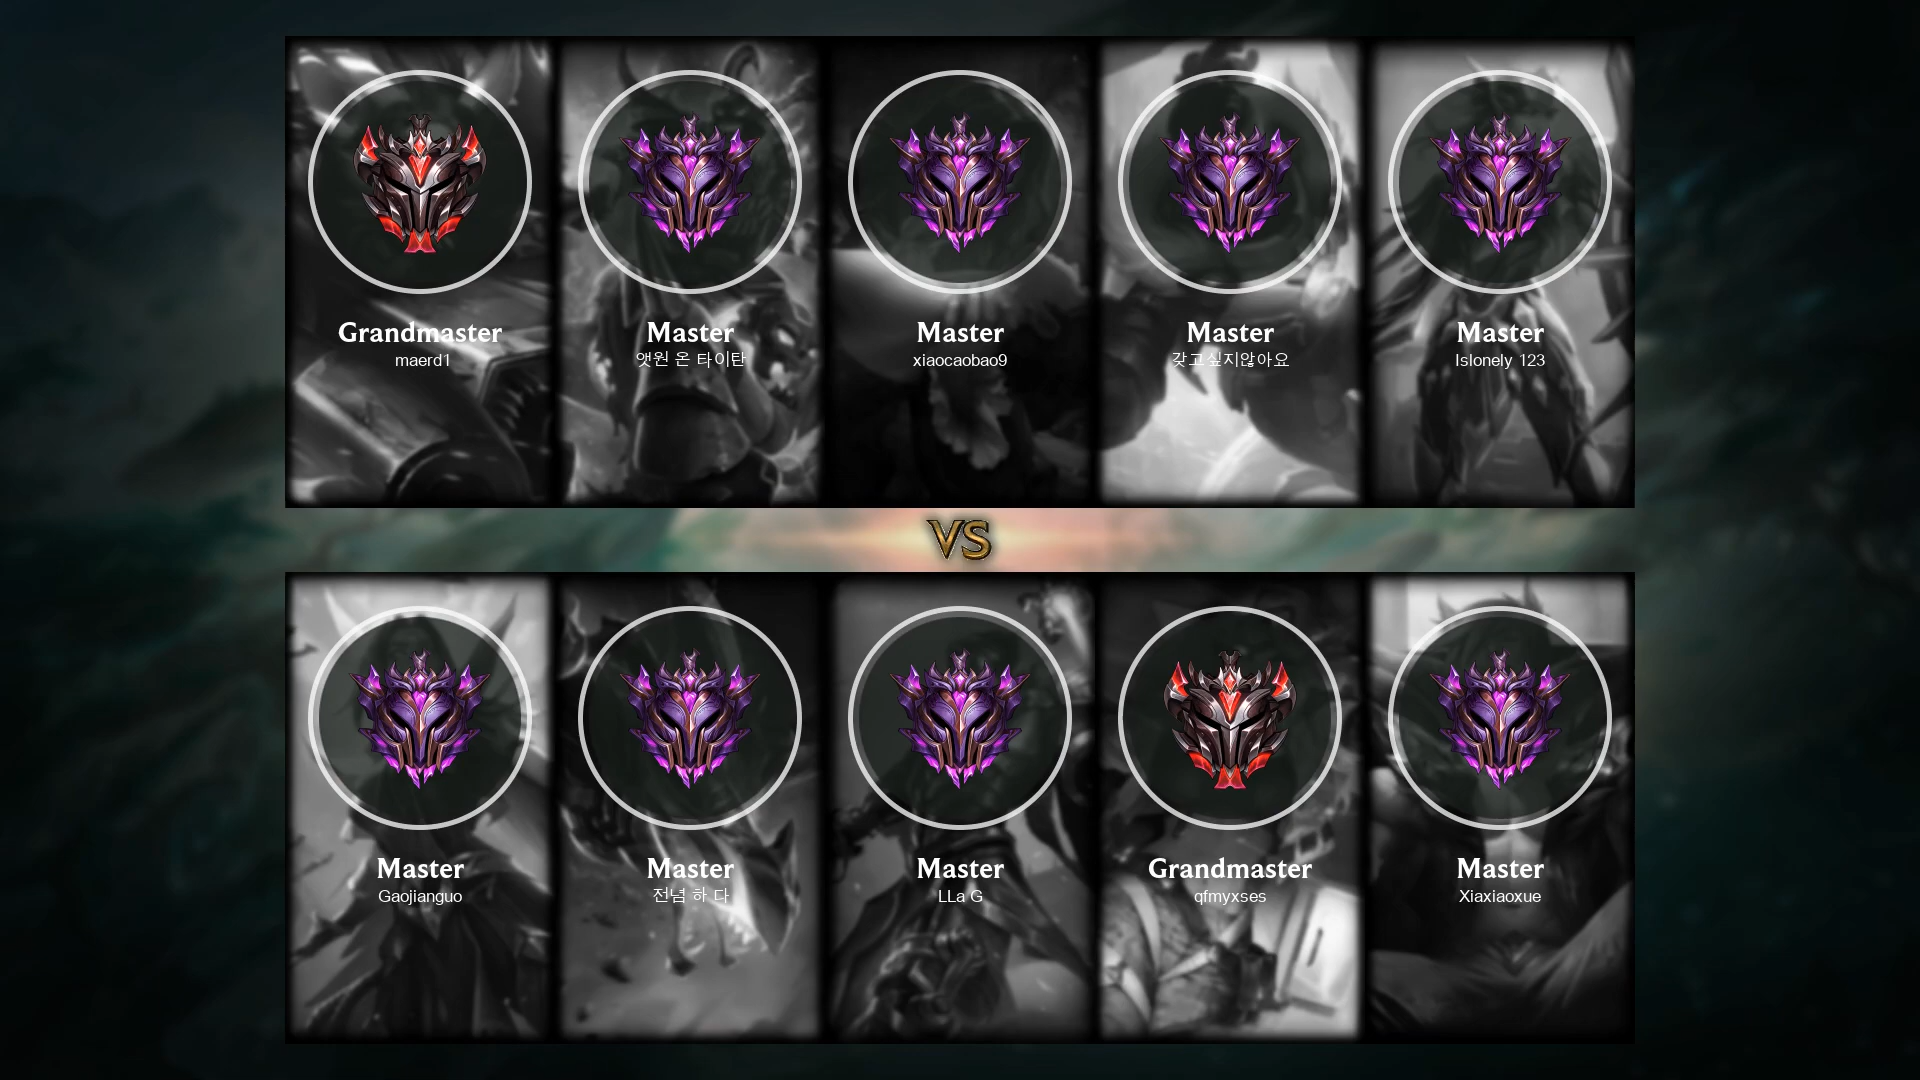 Grandmaster
maerd1
Master
앳원 온 타이탄
Master
xiaocaobao9
Master
갖고싶지않아요
Master
Islonely 123
VS
Master
Gaojianguo
Master
전념 하 다
Master
LLa G
Grandmaster
qfmyxses
Master
Xiaxiaoxue